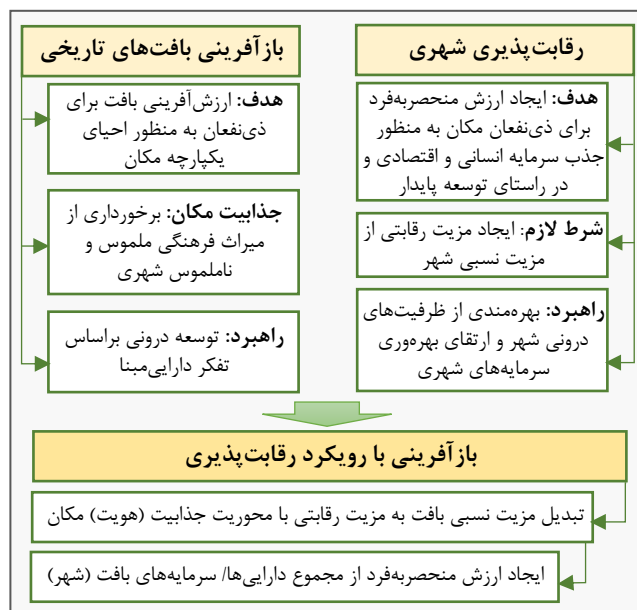 رقابت‌پذیری شهری
هدف: ایجاد ارزش منحصربه‌فرد
برای ذی‌نفعان مکان به منظور
جذب سرمایه انسانی و اقتصادی و
در راستای توسعه پایدار
شرط لازم: ایجاد مزیت رقابتی از
مزیت نسبی شهر
راهبرد: بهره‌مندی از ظرفیت‌های
درونی شهر و ارتقای بهره‌وری
سرمایه‌های شهری
بازآفرینی بافت‌های تاریخی
هدف: ارزش‌آفرینی بافت برای
ذی‌نفعان به منظور احیای
یکپارچه مکان
جذابیت مکان: برخورداری از
میراث فرهنگی ملموس و
ناملموس شهری
راهبرد: توسعه درونی براساس
تفکر دارایی‌مبنا
بازآفرینی با رویکرد رقابت‌پذیری
تبدیل مزیت نسبی بافت به مزیت رقابتی با محوریت جذابیت (هویت) مکان
ایجاد ارزش منحصربه‌فرد از مجموع دارایی‌ها/ سرمایه‌های بافت (شهر)